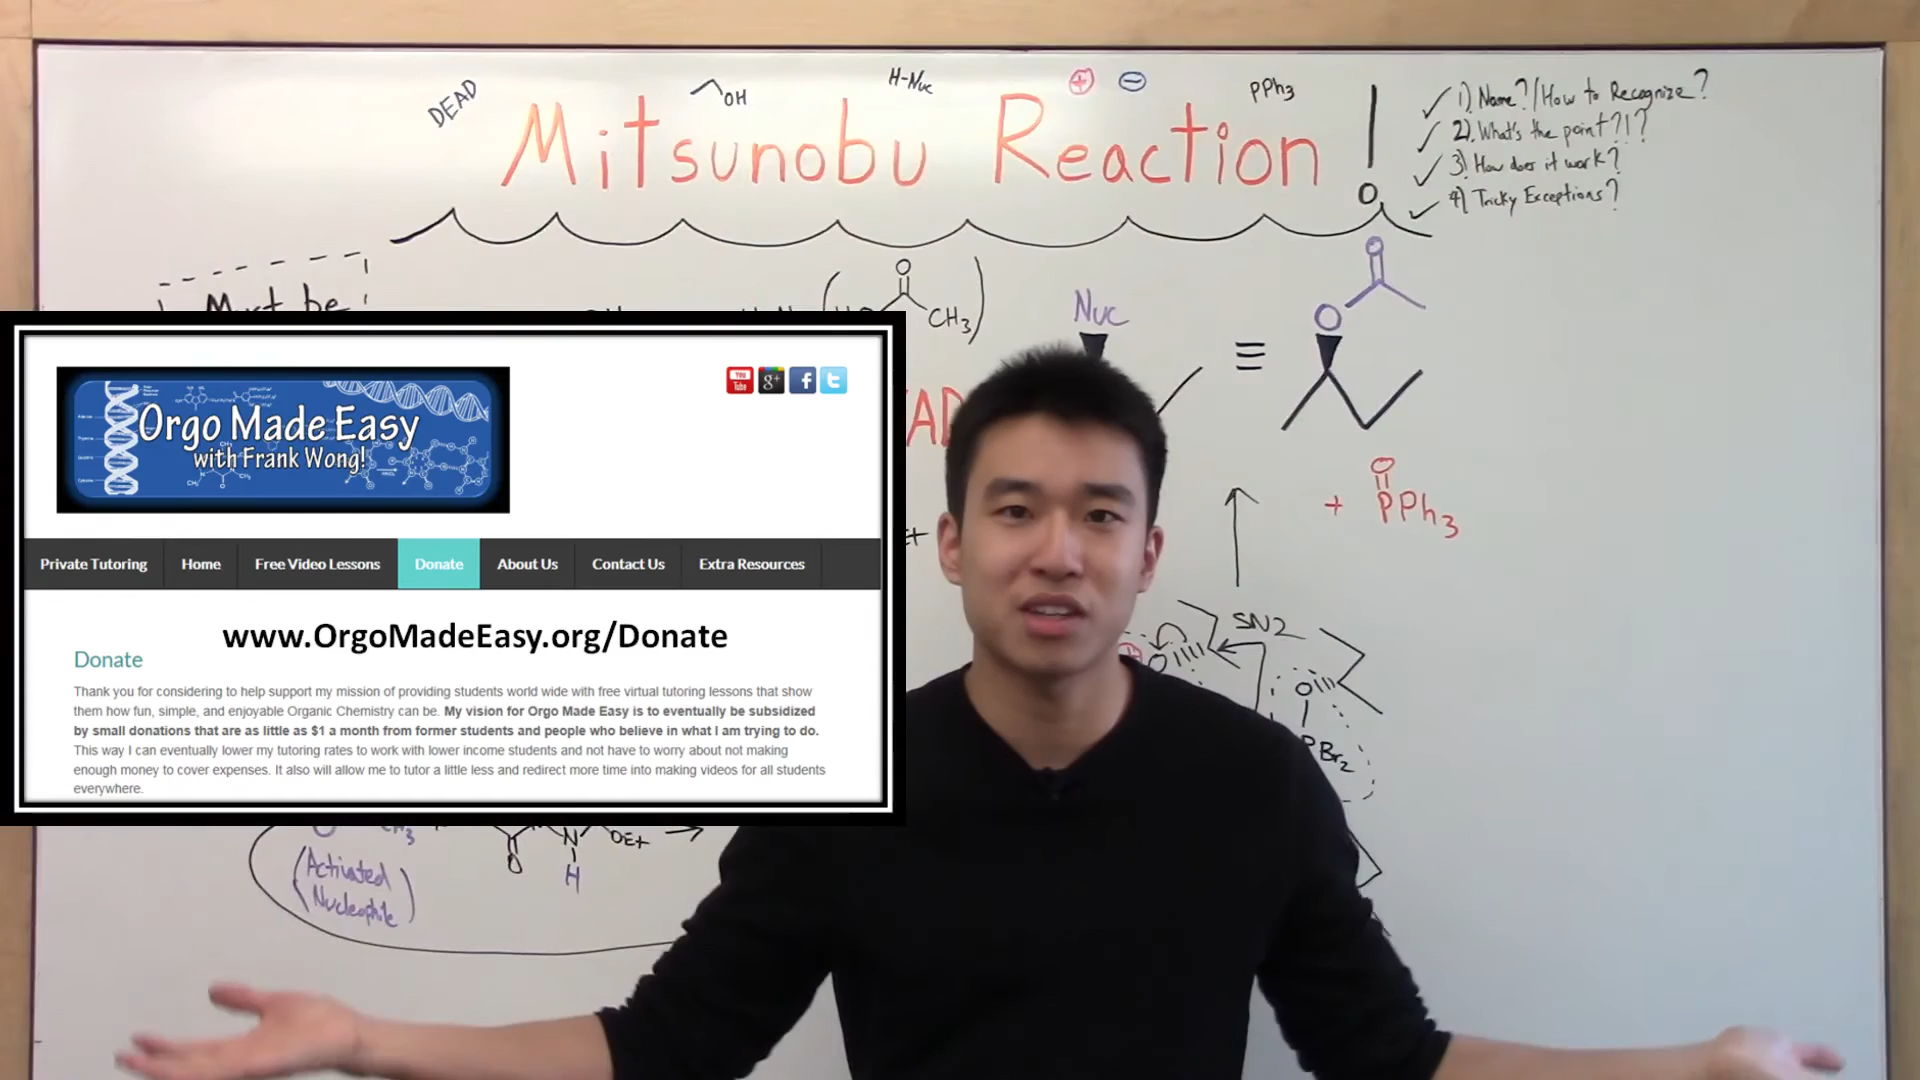 DEAD
OH
H-Nuc
+ −
PPh3
Mitsunobu Reaction!
1) Name?/How to Recognize?
2). What's the point?!?
3) How does it work?
4) Tricky Exceptions?
Must be
O
CH3
Nuc
O
O
≡
+ O
PPh3
SN2
O
O
PBr2
You
Tube
g+
f
t
Orgo Made Easy
with Frank Wong!
Private Tutoring Home Free Video Lessons Donate About Us Contact Us Extra Resources
www.OrgoMadeEasy.org/Donate
Donate
Thank you for considering to help support my mission of providing students world wide with free virtual tutoring lessons that show
them how fun, simple, and enjoyable Organic Chemistry can be. My vision for Orgo Made Easy is to eventually be subsidized
by small donations that are as little as $1 a month from former students and people who believe in what I am trying to do.
This way I can eventually lower my tutoring rates to work with lower income students and not have to worry about not making
enough money to cover expenses. It also will allow me to tutor a little less and redirect more time into making videos for all students
everywhere.
CH3
O
N
H
OEt
(Activated
Nucleophile)